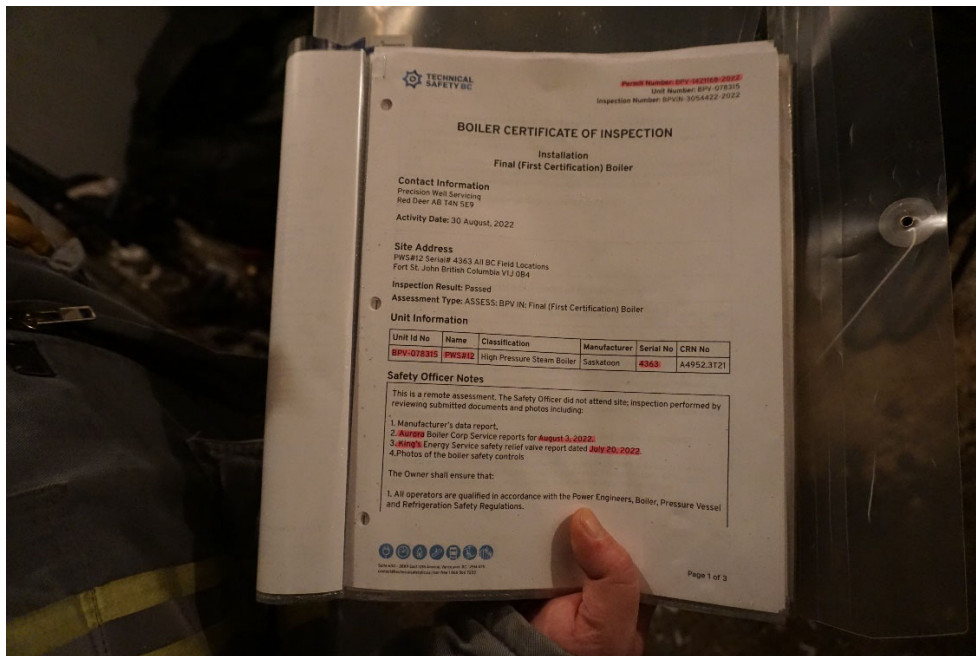 TECHNICAL
SAFETY BC
Permit Number: BPV-1421168-2022
Unit Number: BPV-078315
Inspection Number: BPVIN-3054422-2022
BOILER CERTIFICATE OF INSPECTION
Installation
Final (First Certification) Boiler
Contact Information
Precision Well Servicing
Red Deer AB T4N 5E9
Activity Date: 30 August, 2022
Site Address
PWS#12 Serial# 4363 All BC Field Locations
Fort St. John British Columbia V1J 0B4
Inspection Result: Passed
Assessment Type: ASSESS: BPV IN: Final (First Certification) Boiler
Unit Information
Unit Id No Name Classification Manufacturer Serial No CRN No
BPV-078315 PWS#12 High Pressure Steam Boiler Saskatoon 4363 A4952.3T21
Safety Officer Notes
This is a remote assessment. The Safety Officer did not attend site; inspection performed by
reviewing submitted documents and photos including:
1. Manufacturer's data report,
2. Aurora Boiler Corp Service reports for August 3, 2022.
3. King's Energy Service safety relief valve report dated July 20, 2022.
4.Photos of the boiler safety controls
The Owner shall ensure that:
1. All operators are qualified in accordance with the Power Engineers, Boiler, Pressure Vessel
and Refrigeration Safety Regulations.
Page 1 of 3